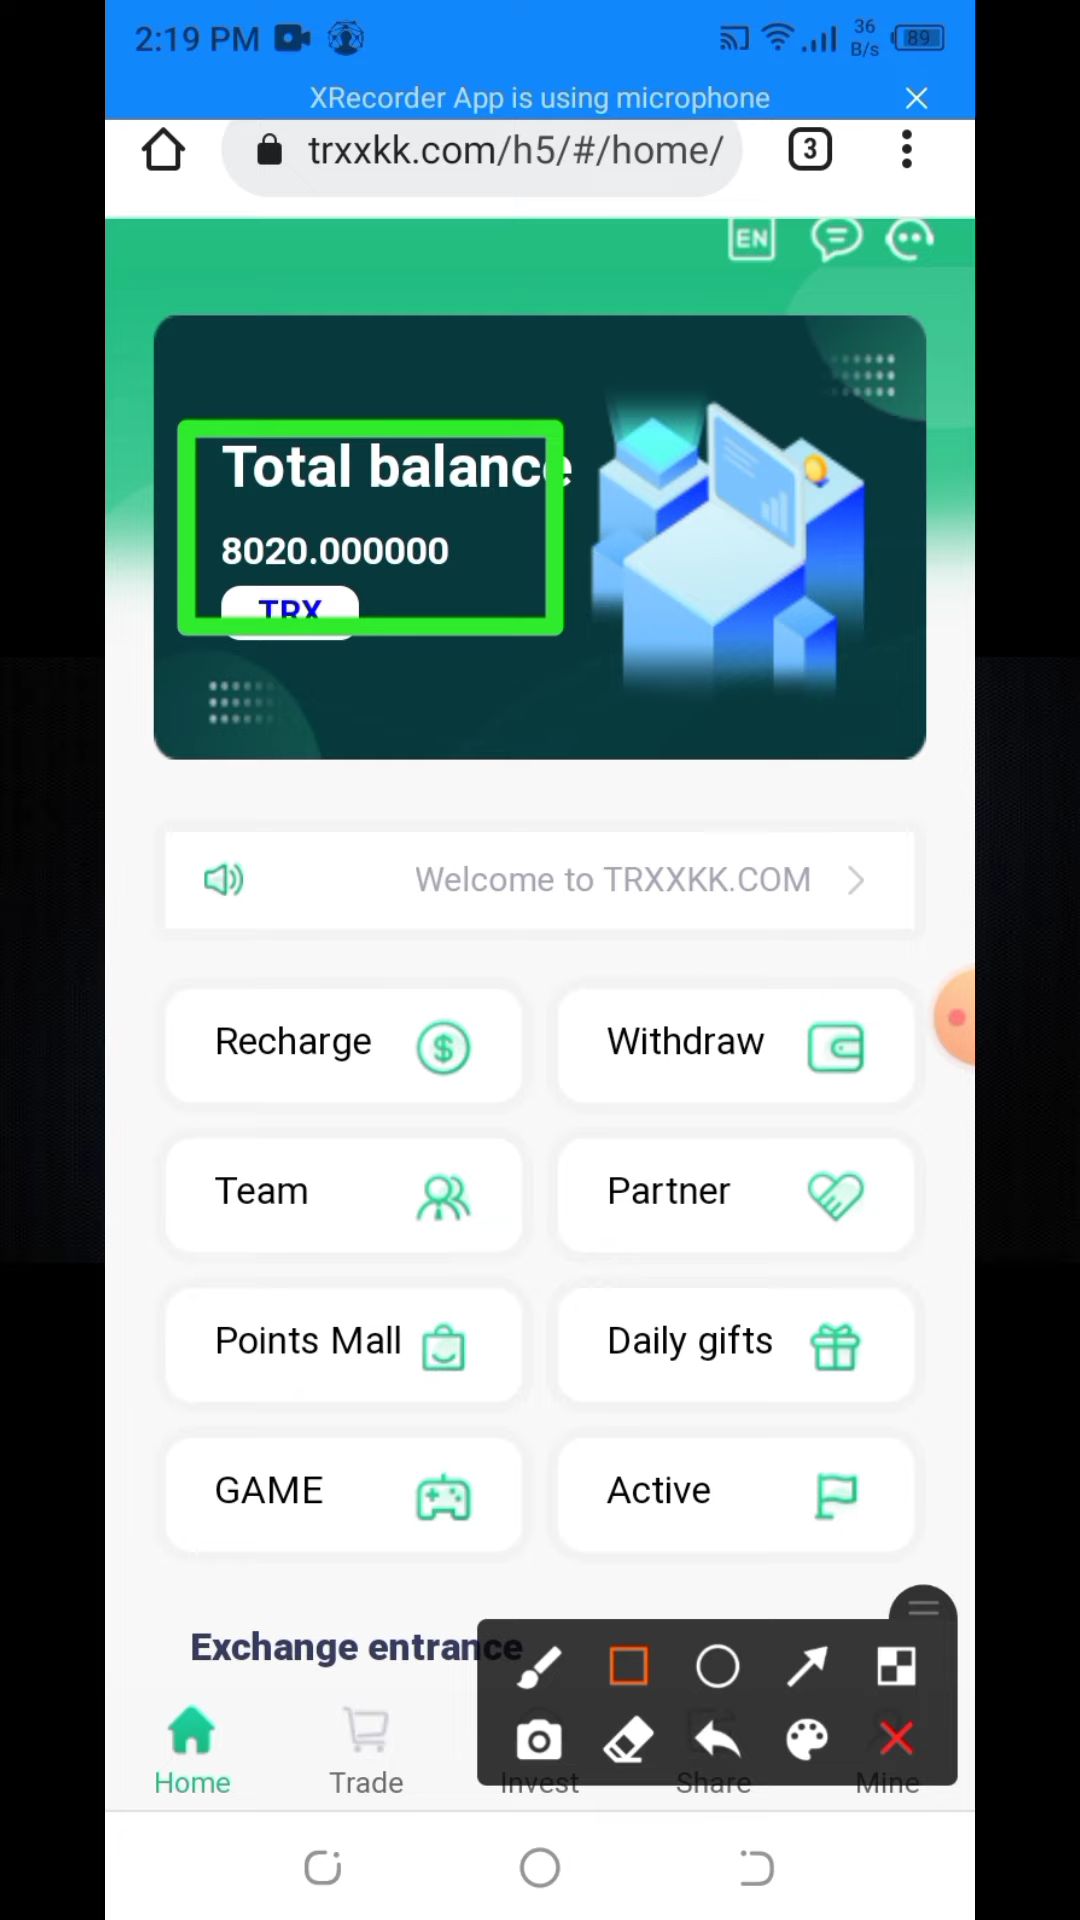 2:19 PM
36
B/s
89
XRecorder App is using microphone
trxxkk.com/h5/#/home/
3
EN
Total balance
8020.000000
TRX
Welcome to TRXXKK.COM
Recharge
Withdraw
Team
Partner
Points Mall
Daily gifts
GAME
Active
Exchange entrance
Home
Trade
Invest
Share
Mine